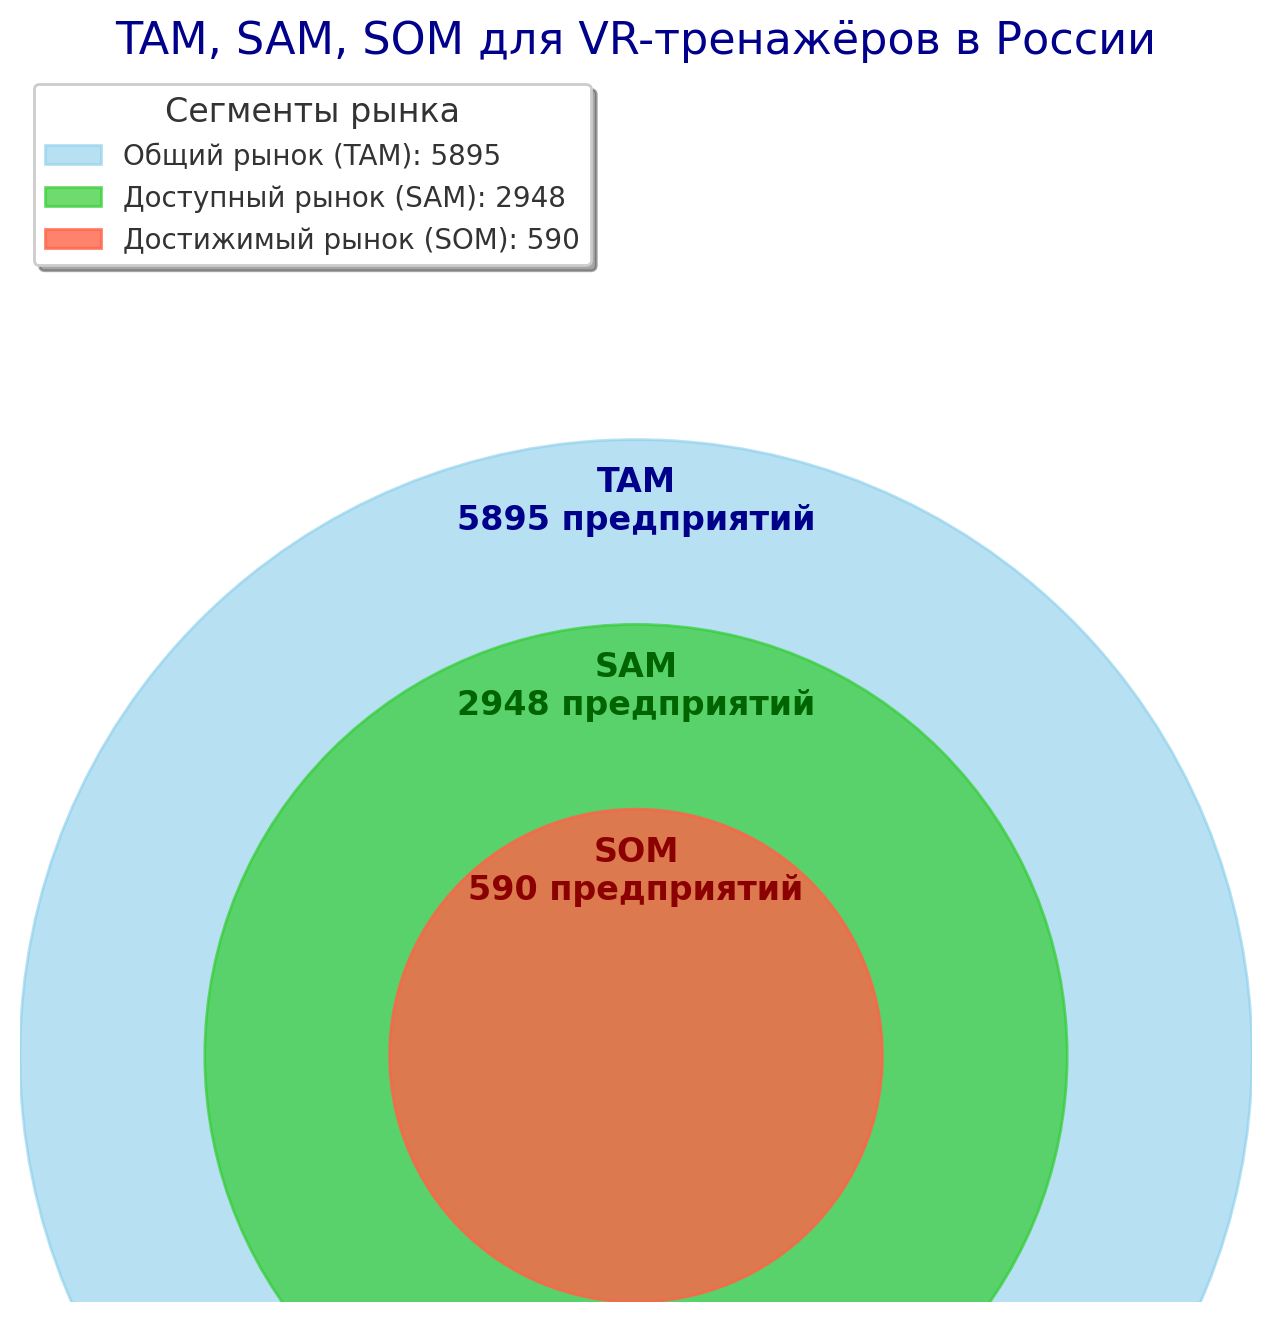 TAM, SAM, SOM для VR-тренажёров в России
Сегменты рынка
Общий рынок (TAM): 5895
Доступный рынок (SAM): 2948
Достижимый рынок (SOM): 590
TAM
5895 предприятий
SAM
2948 предприятий
SOM
590 предприятий